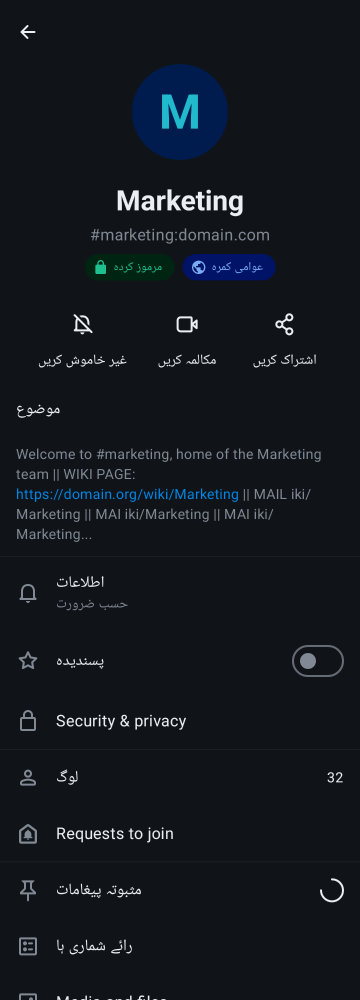 M
Marketing
#marketing:domain.com
مرموز کردہ
عوامی کمرہ
غیر خاموش کریں
مکالمہ کریں
اشتراک کریں
موضوع
Welcome to #marketing, home of the Marketing
team || WIKI PAGE:
https://domain.org/wiki/Marketing || MAIL iki/
Marketing || MAI iki/Marketing || MAI iki/
Marketing...
اطلاعات
حسب ضرورت
پسندیدہ
Security & privacy
لوگ
32
Requests to join
مثبوتہ پیغامات
رائے شماری ہا
Media and files